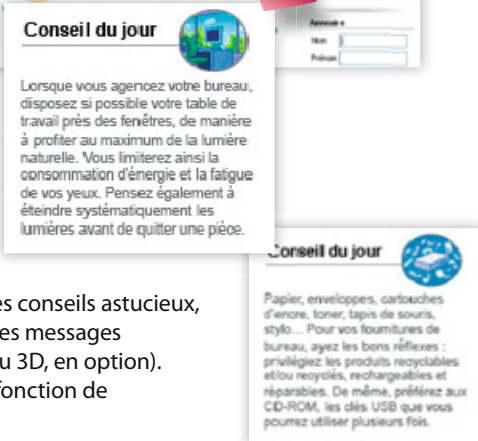 Conseil du jour
Lorsque vous agencez votre bureau,
disposez si possible votre table de
travail près des fenêtres, de manière
à profiter au maximum de la lumière
naturelle. Vous limiterez ainsi la
consommation d'énergie et la fatigue
de vos yeux. Pensez également à
éteindre systématiquement les
lumières avant de quitter une pièce.
Annuaire
Nom
Prénom
es conseils astucieux,
es messages
u 3D, en option).
fonction de
Conseil du jour
Papier, enveloppes, cartouches
d'encre, toner, tapis de souris,
stylo... Pour vos fournitures de
bureau, ayez les bons réflexes :
privilégiez les produits recyclables
et/ou recyclés, rechargeables et
réparables. De même, préférez aux
CD-ROM, les clés USB que vous
pourrez utiliser plusieurs fois.